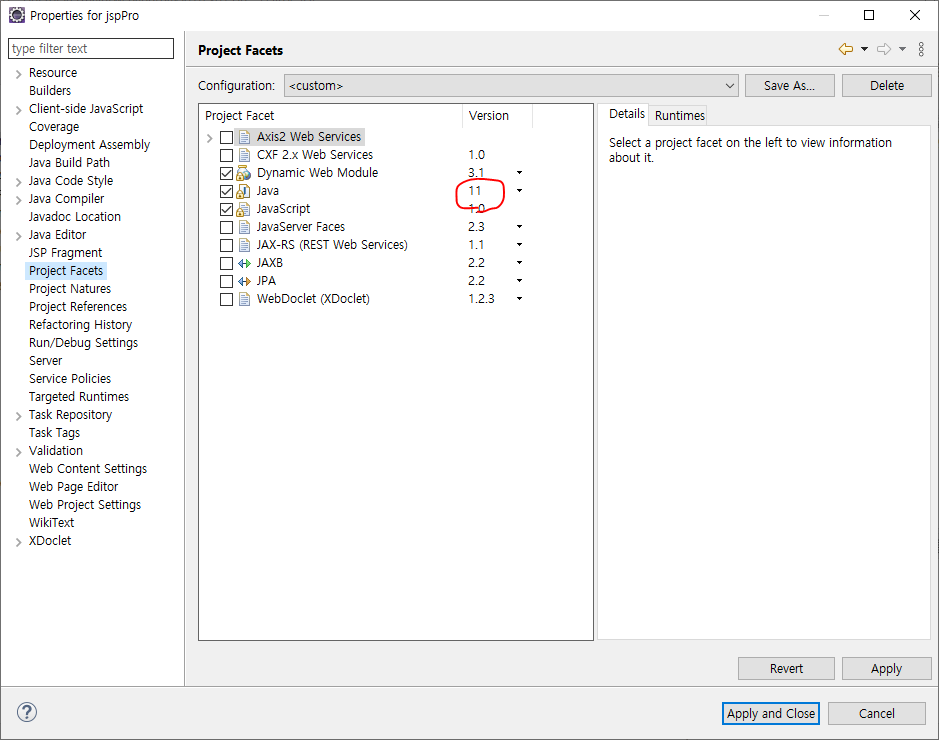 Properties for jspPro
type filter text
Resource
Builders
Client-side JavaScript
Coverage
Deployment Assembly
Java Build Path
Java Code Style
Java Compiler
Javadoc Location
Java Editor
JSP Fragment
Project Facets
Project Natures
Project References
Refactoring History
Run/Debug Settings
Server
Service Policies
Targeted Runtimes
Task Repository
Task Tags
Validation
Web Content Settings
Web Page Editor
Web Project Settings
WikiText
XDoclet
Project Facets
Configuration: <custom> Save As... Delete
Project Facet Version
Axis2 Web Services
CXF 2.x Web Services 1.0
Dynamic Web Module 3.1
Java 11
JavaScript 1.0
JavaServer Faces 2.3
JAX-RS (REST Web Services) 1.1
JAXB 2.2
JPA 2.2
WebDoclet (XDoclet) 1.2.3
Details Runtimes
Select a project facet on the left to view information
about it.
Revert Apply
? Apply and Close Cancel